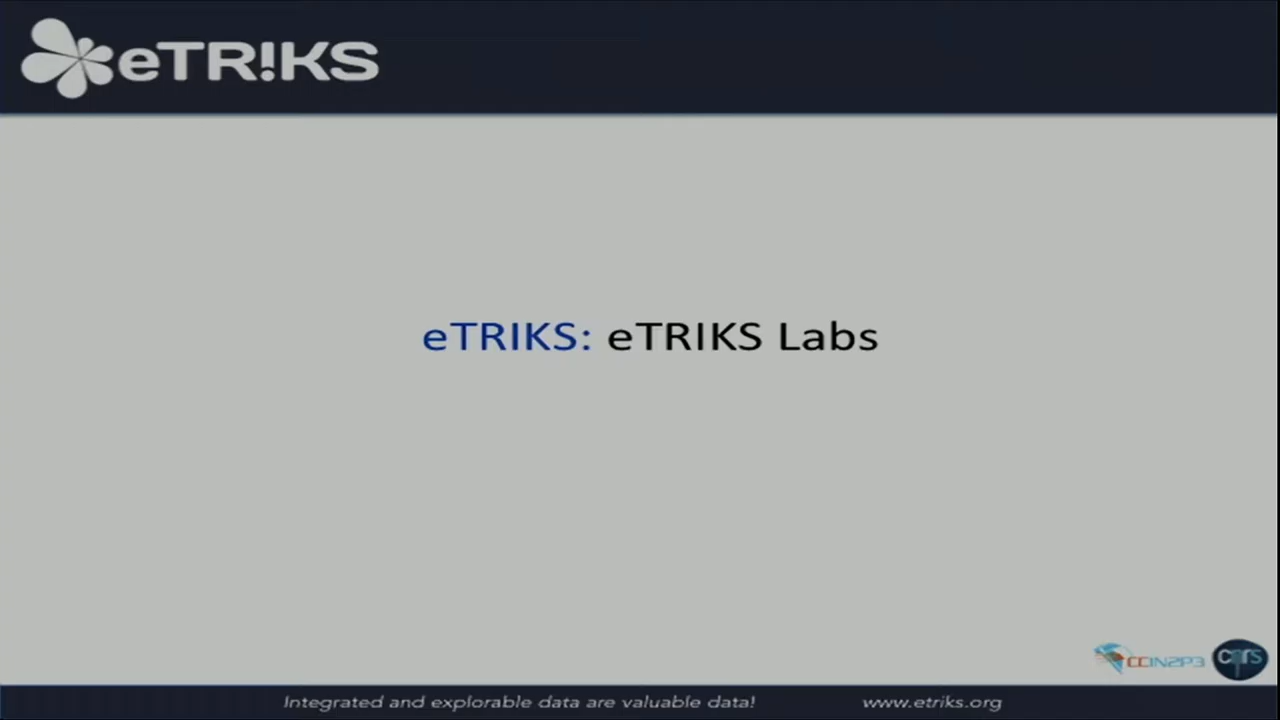 eTR!KS
eTRIKS: eTRIKS Labs
CCIN2P3
cnrs
Integrated and explorable data are valuable data!
www.etriks.org